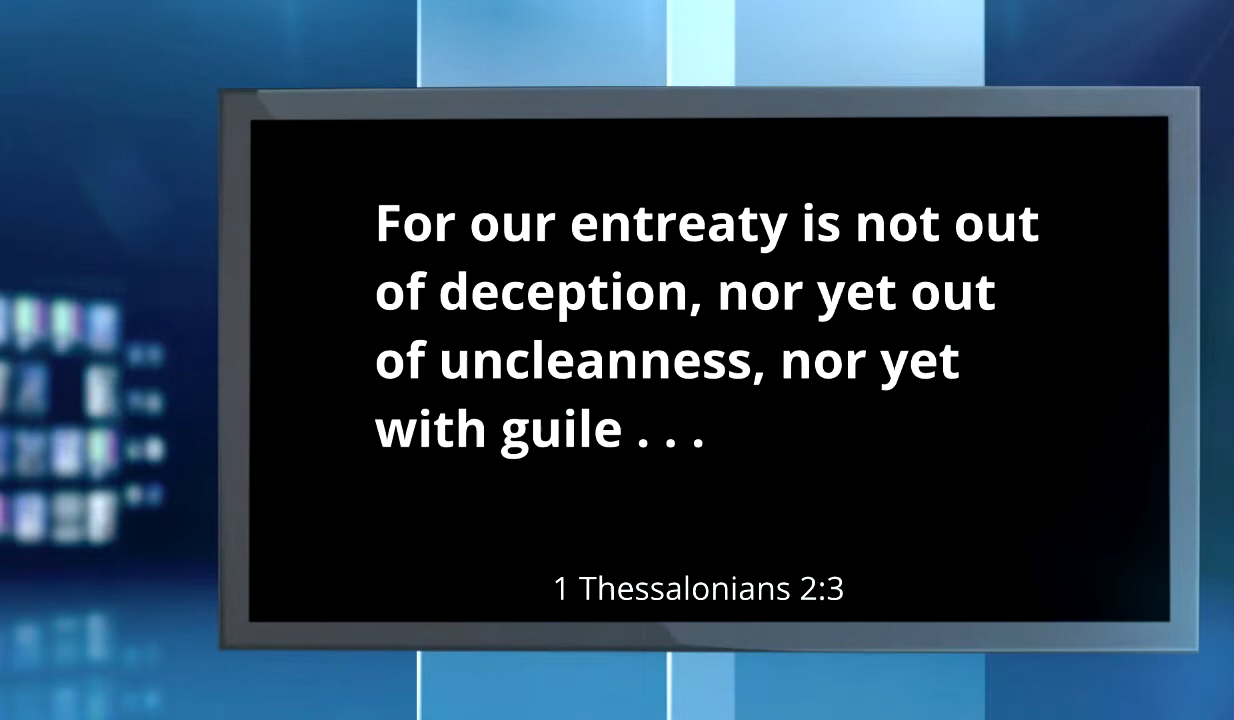 For our entreaty is not out
of deception, nor yet out
of uncleanness, nor yet
with guile . . .
1 Thessalonians 2:3